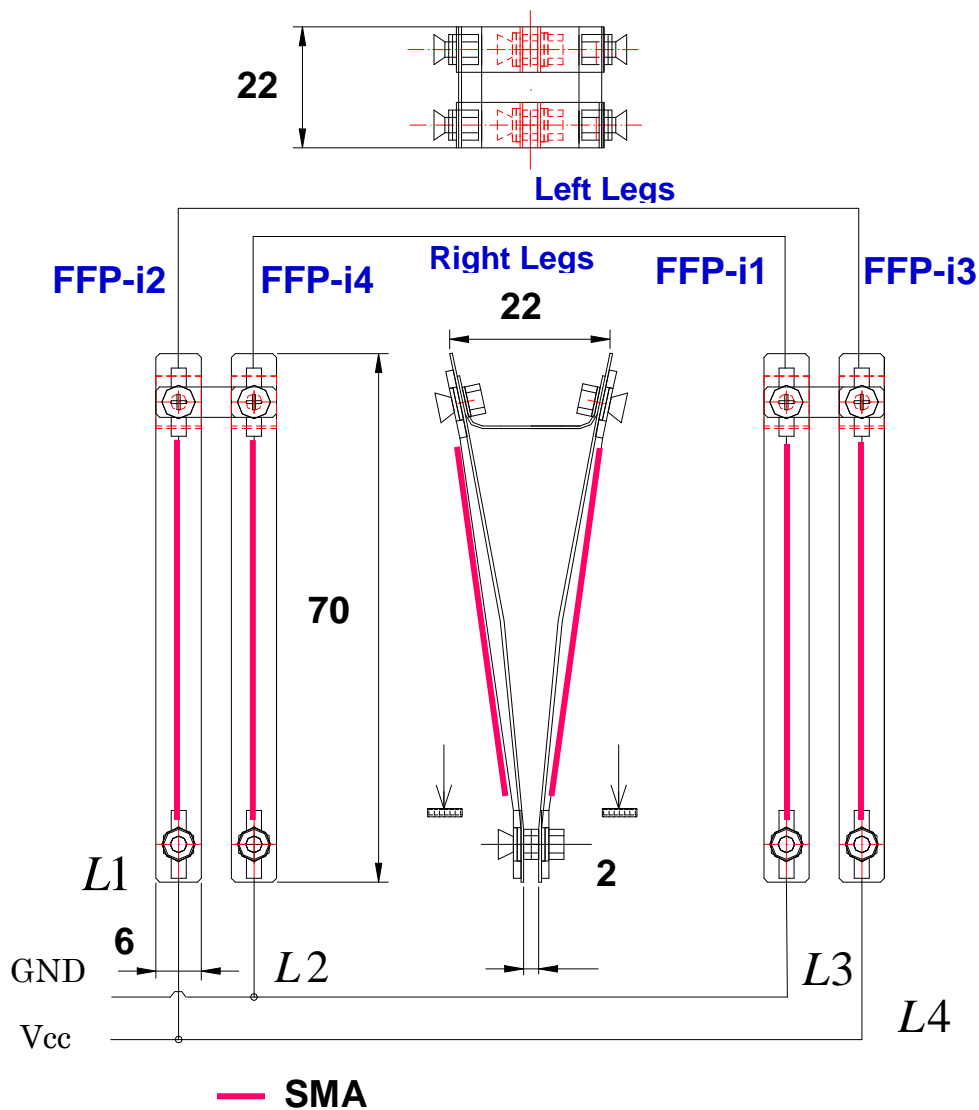 22
Left Legs
Right Legs
FFP-i2
FFP-i4
FFP-i1
FFP-i3
22
70
2
L1
6
GND
L2
L3
L4
Vcc
SMA